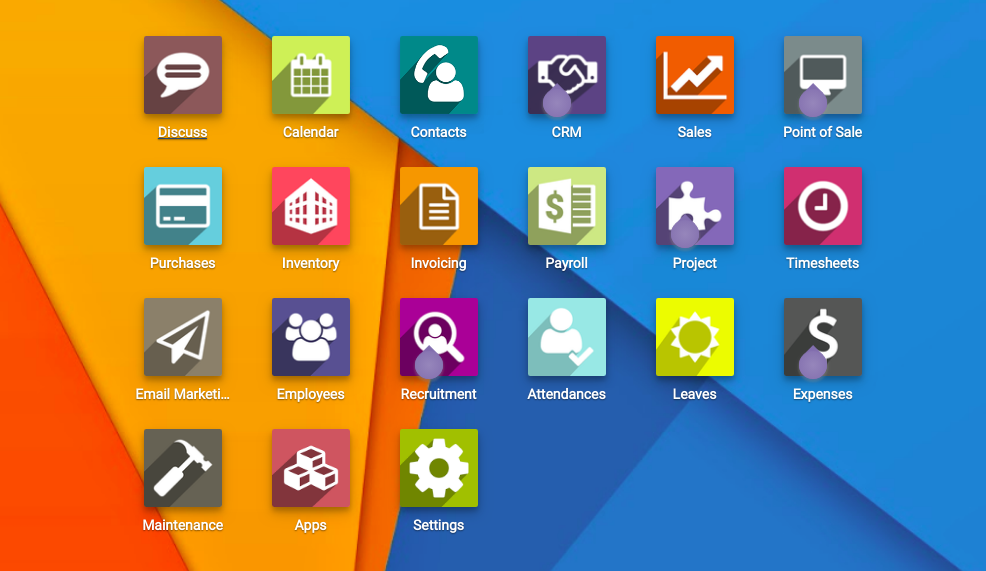 Discuss
Calendar
Contacts
CRM
Sales
Point of Sale
Purchases
Inventory
Invoicing
Payroll
Project
Timesheets
Email Marketi...
Employees
Recruitment
Attendances
Leaves
Expenses
Maintenance
Apps
Settings